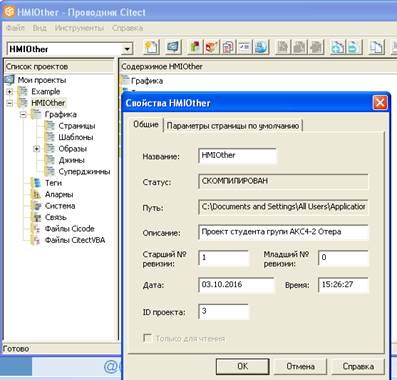 HMIOther - Проводник Citect
Файл Вид Инструменты Справка
HMIOther
Список проектов
Содержиное HMIOther
Мои проекты
Example
HMIOther
Графика
Страницы
Шаблоны
Образы
Джины
Суперджинны
Теги
Алармы
Система
Связь
Файлы Cicode
Файлы CitectVBA
Графика
Свойства HMIOther
Общие
Параметры страницы по умолчанию
Название: HMIOther
Статус: СКОМПИЛИРОВАН
Путь: C:\Documents and Settings\All Users\Application
Описание: Проект студента групи АКС4-2 Отера
Старший № ревизии: 1
Младший № ревизии: 0
Дата: 03.10.2016
Время: 15:26:27
ID проекта: 3
Только для чтения
OK Отмена Справка
Готово